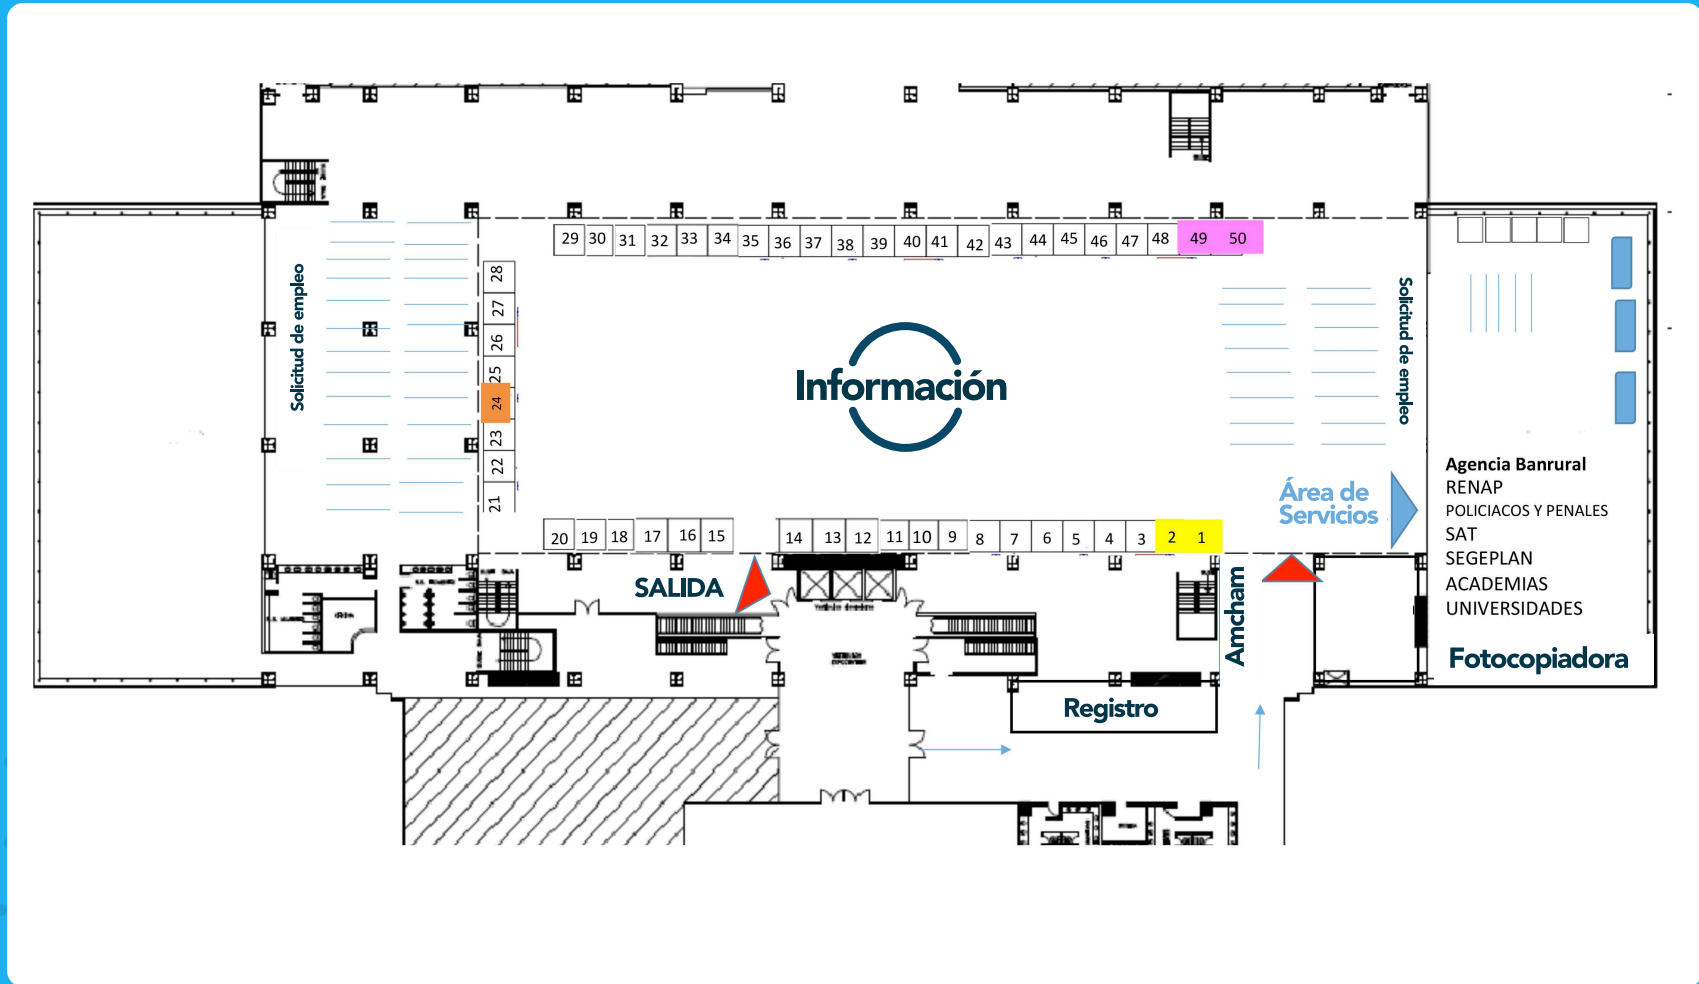 29 30 31 32 33 34 35 36 37 38 39 40 41 42 43 44 45 46 47 48 49 50
28
27
26
25
24
23
22
21
Solicitud de empleo
Información
Solicitud de empleo
Área de
Servicios
Agencia Banrural
RENAP
POLICIACOS Y PENALES
SAT
SEGEPLAN
ACADEMIAS
UNIVERSIDADES
Fotocopiadora
20 19 18 17 16 15 14 13 12 11 10 9 8 7 6 5 4 3 2 1
SALIDA
Amcham
Registro